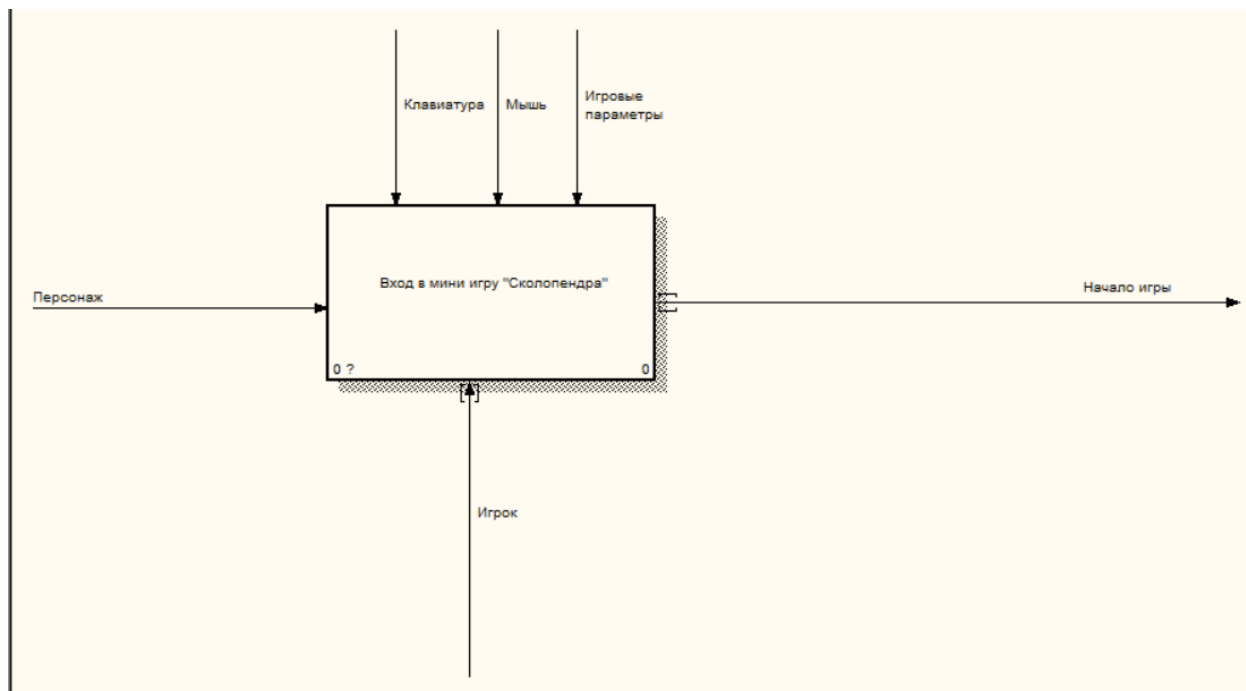 Клавиатура
Мышь
Игровые
параметры
Вход в мини игру "Сколопендра"
Персонаж
Начало игры
0 ?
0
Игрок